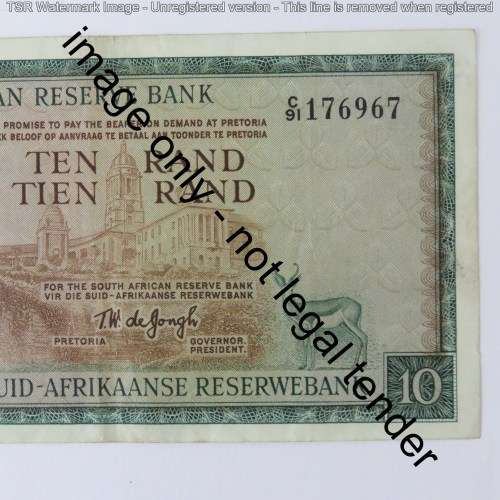 TSR Watermark Image - Unregistered version - This line is removed when registered
AN RESERVE BANK
PROMISE TO PAY THE BEARER ON DEMAND AT PRETORIA
EK BELOOF OP AANVRAAG TE BETAAL AAN TOONDER TE PRETORIA
C/91 176967
TEN RAND
TIEN RAND
image only - not legal tender
FOR THE SOUTH AFRICAN RESERVE BANK
VIR DIE SUID-AFRIKAANSE RESERWEBANK
T.W. de Jongh
PRETORIA
GOVERNOR.
PRESIDENT.
SUID-AFRIKAANSE RESERWEBAN
10